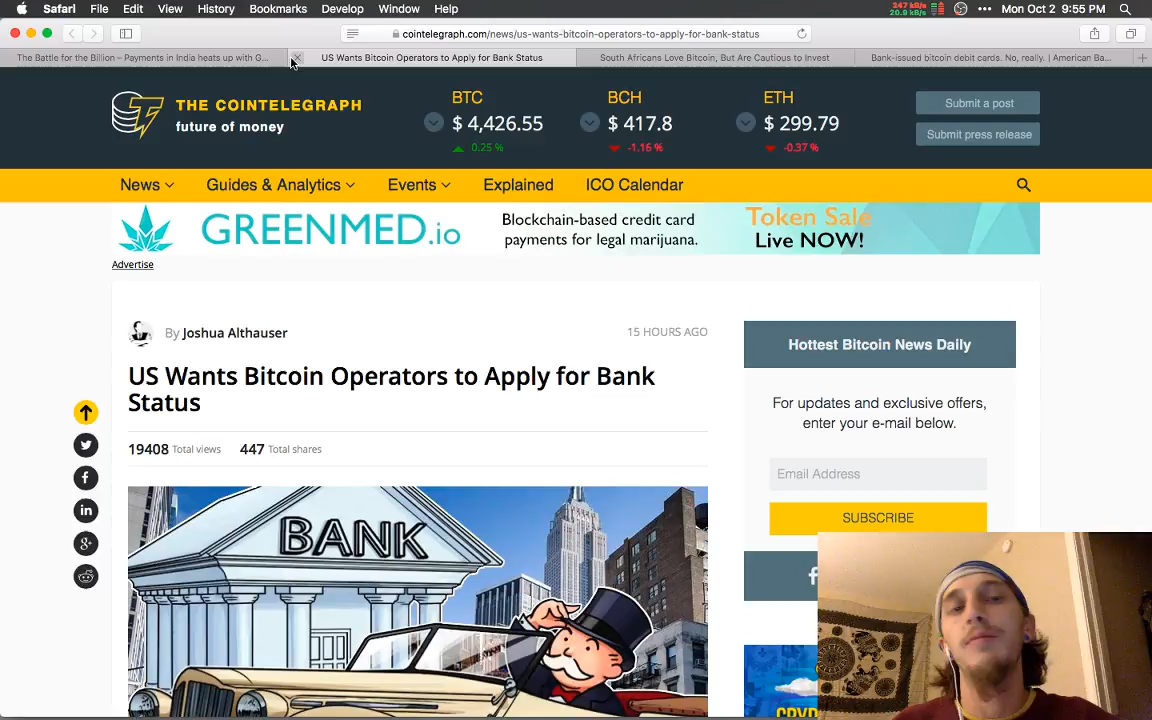 Safari File Edit View History Bookmarks Develop Window Help 247 kB/s 20.9 kB/s Mon Oct 2 9:55 PM
cointelegraph.com/news/us-wants-bitcoin-operators-to-apply-for-bank-status
The Battle for the Billion – Payments in India heats up with G... US Wants Bitcoin Operators to Apply for Bank Status South Africans Love Bitcoin, But Are Cautious to Invest Bank-issued bitcoin debit cards. No, really. | American Ba...
THE COINTELEGRAPH
future of money
BTC
$ 4,426.55
0.25 %
BCH
$ 417.8
-1.16 %
ETH
$ 299.79
-0.37 %
Submit a post
Submit press release
News Guides & Analytics Events Explained ICO Calendar
GREENMED.io
Blockchain-based credit card
payments for legal marijuana.
Token Sale
Live NOW!
Advertise
By Joshua Althauser 15 HOURS AGO
US Wants Bitcoin Operators to Apply for Bank
Status
19408 Total views 447 Total shares
BANK
Hottest Bitcoin News Daily
For updates and exclusive offers,
enter your e-mail below.
Email Address
SUBSCRIBE